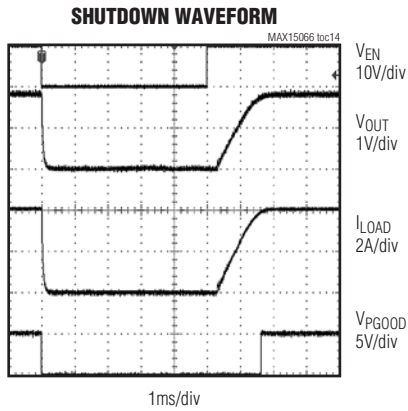 SHUTDOWN WAVEFORM
MAX15066 toc14
VEN
10V/div
VOUT
1V/div
ILOAD
2A/div
VPGOOD
5V/div
1ms/div